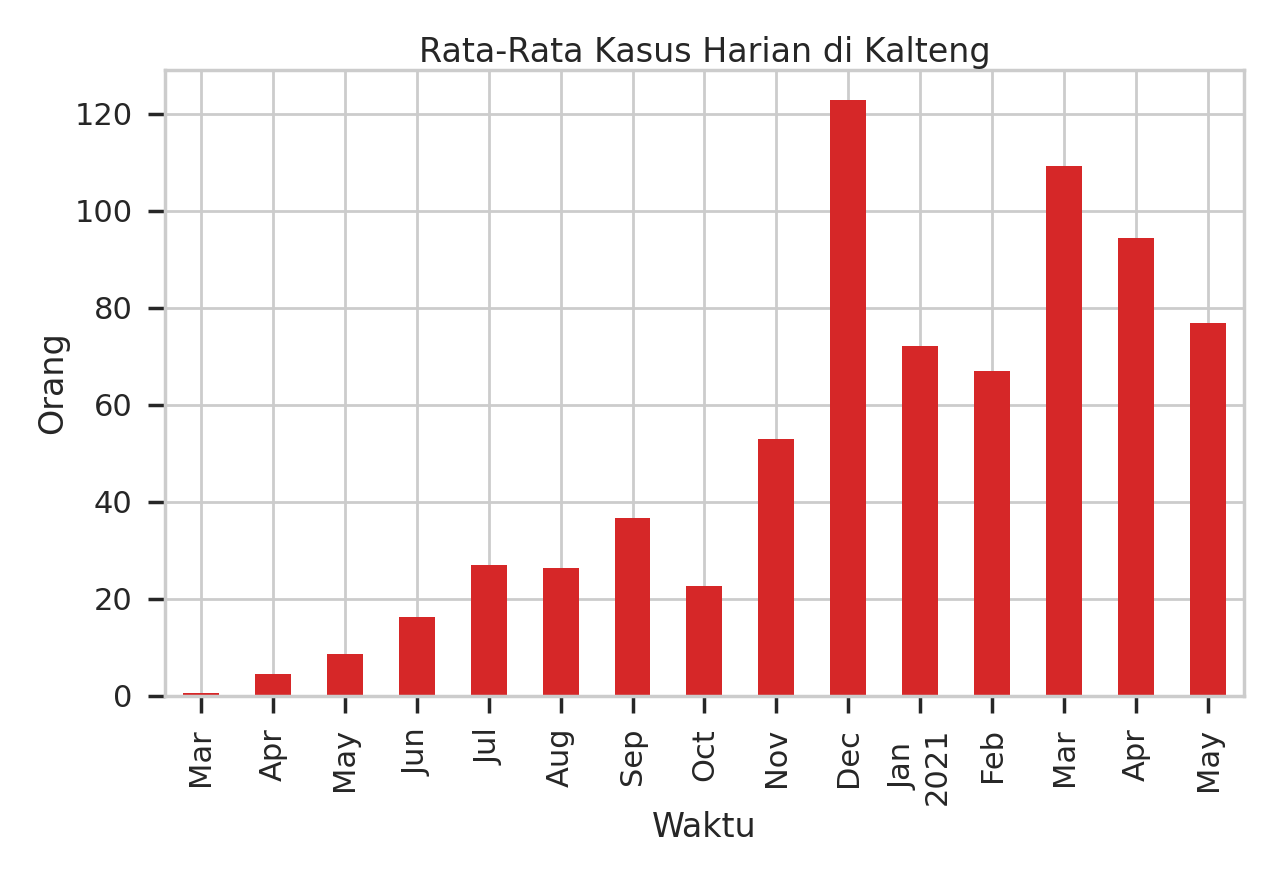 Rata-Rata Kasus Harian di Kalteng
120
100
80
60
40
20
0
Orang
Mar
Apr
May
Jun
Jul
Aug
Sep
Oct
Nov
Dec
Jan
2021
Feb
Mar
Apr
May
Waktu